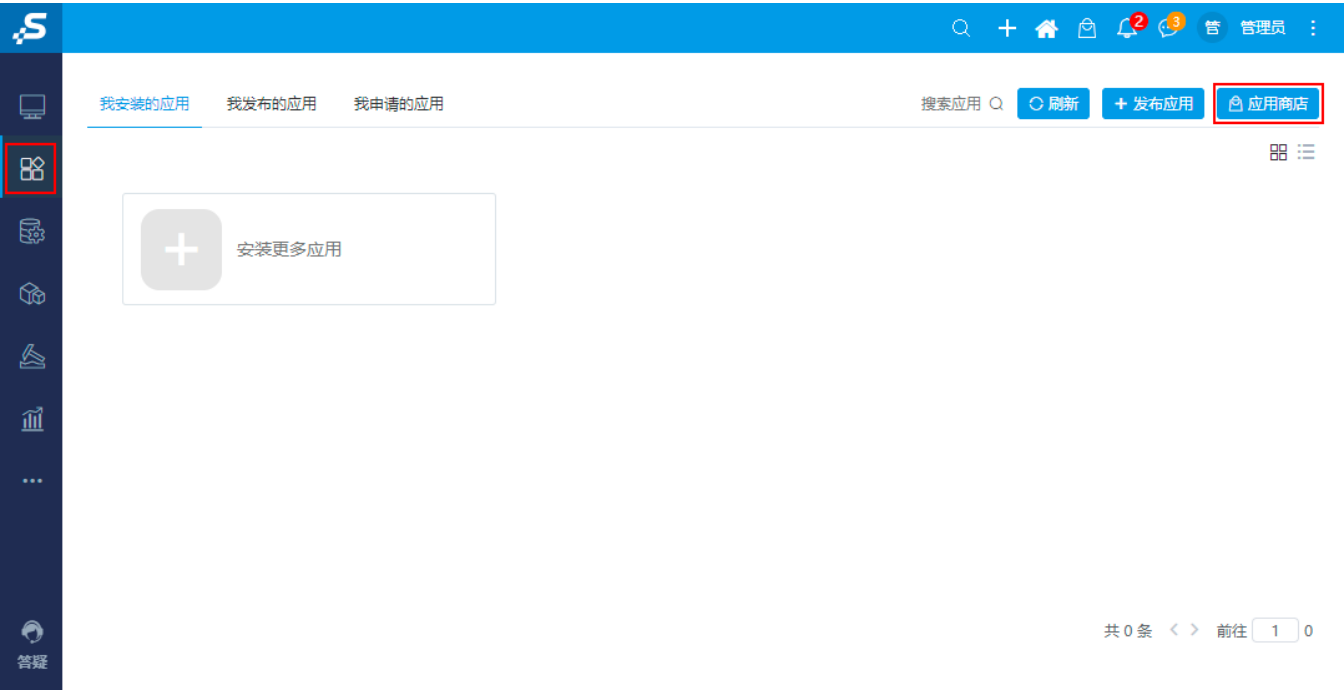 S
2 3 管 管理员
我安装的应用 我发布的应用 我申请的应用 搜索应用 刷新 + 发布应用 应用商店
安装更多应用
共 0 条 < > 前往 1 0
答疑